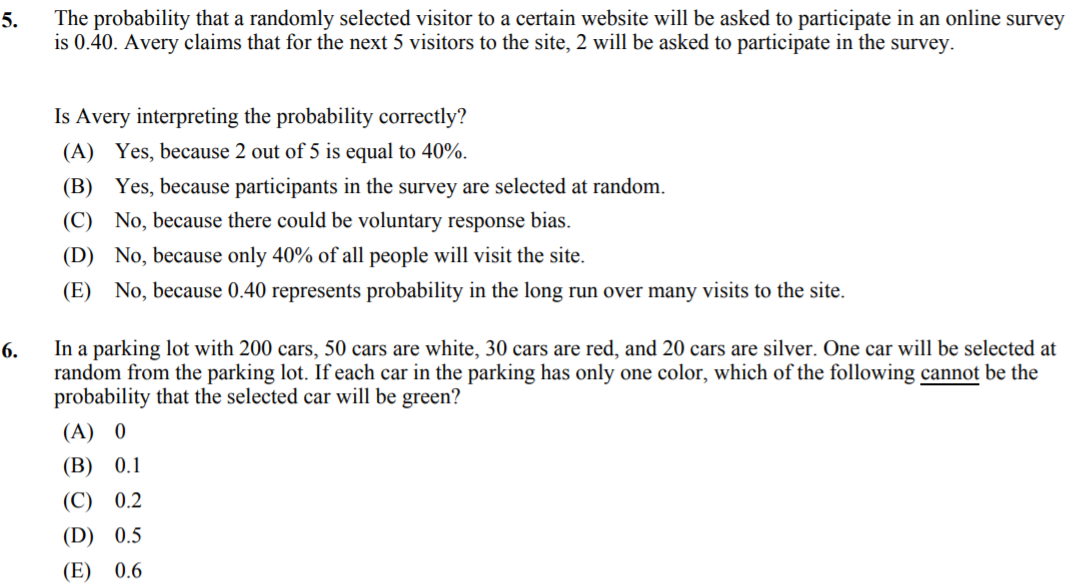 5. The probability that a randomly selected visitor to a certain website will be asked to participate in an online survey
is 0.40. Avery claims that for the next 5 visitors to the site, 2 will be asked to participate in the survey.
Is Avery interpreting the probability correctly?
(A) Yes, because 2 out of 5 is equal to 40%.
(B) Yes, because participants in the survey are selected at random.
(C) No, because there could be voluntary response bias.
(D) No, because only 40% of all people will visit the site.
(E) No, because 0.40 represents probability in the long run over many visits to the site.
6. In a parking lot with 200 cars, 50 cars are white, 30 cars are red, and 20 cars are silver. One car will be selected at
random from the parking lot. If each car in the parking has only one color, which of the following cannot be the
probability that the selected car will be green?
(A) 0
(B) 0.1
(C) 0.2
(D) 0.5
(E) 0.6